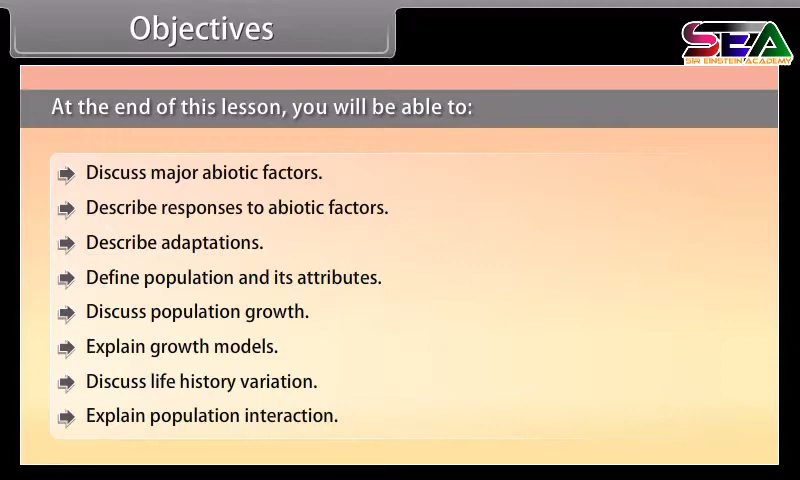 Objectives
SEA
SIR EINSTEIN ACADEMY
At the end of this lesson, you will be able to:
Discuss major abiotic factors.
Describe responses to abiotic factors.
Describe adaptations.
Define population and its attributes.
Discuss population growth.
Explain growth models.
Discuss life history variation.
Explain population interaction.